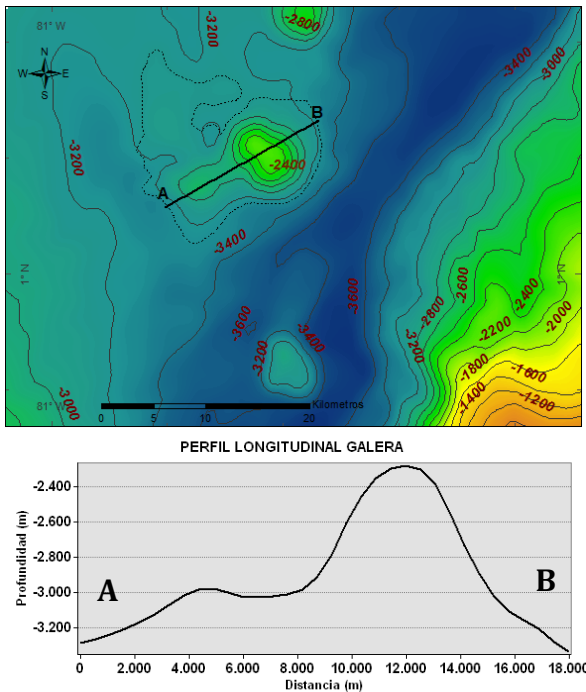 81° W
-3200
-2800
-3400
-3000
N
W E
S
B
-3200
-2400
A
-3400
1° N
1° N
-3600
-2600
-2400
-2800
-2000
-2200
-3600
-3400
-3200
-3200
-1800
-1600
-1400
-1200
-3000
81° W
0 5 10 20 Kilometros
PERFIL LONGITUDINAL GALERA
Profundidad (m)
-2.400
-2.600
-2.800
-3.000
-3.200
A
B
0 2.000 4.000 6.000 8.000 10.000 12.000 14.000 16.000 18.000
Distancia (m)